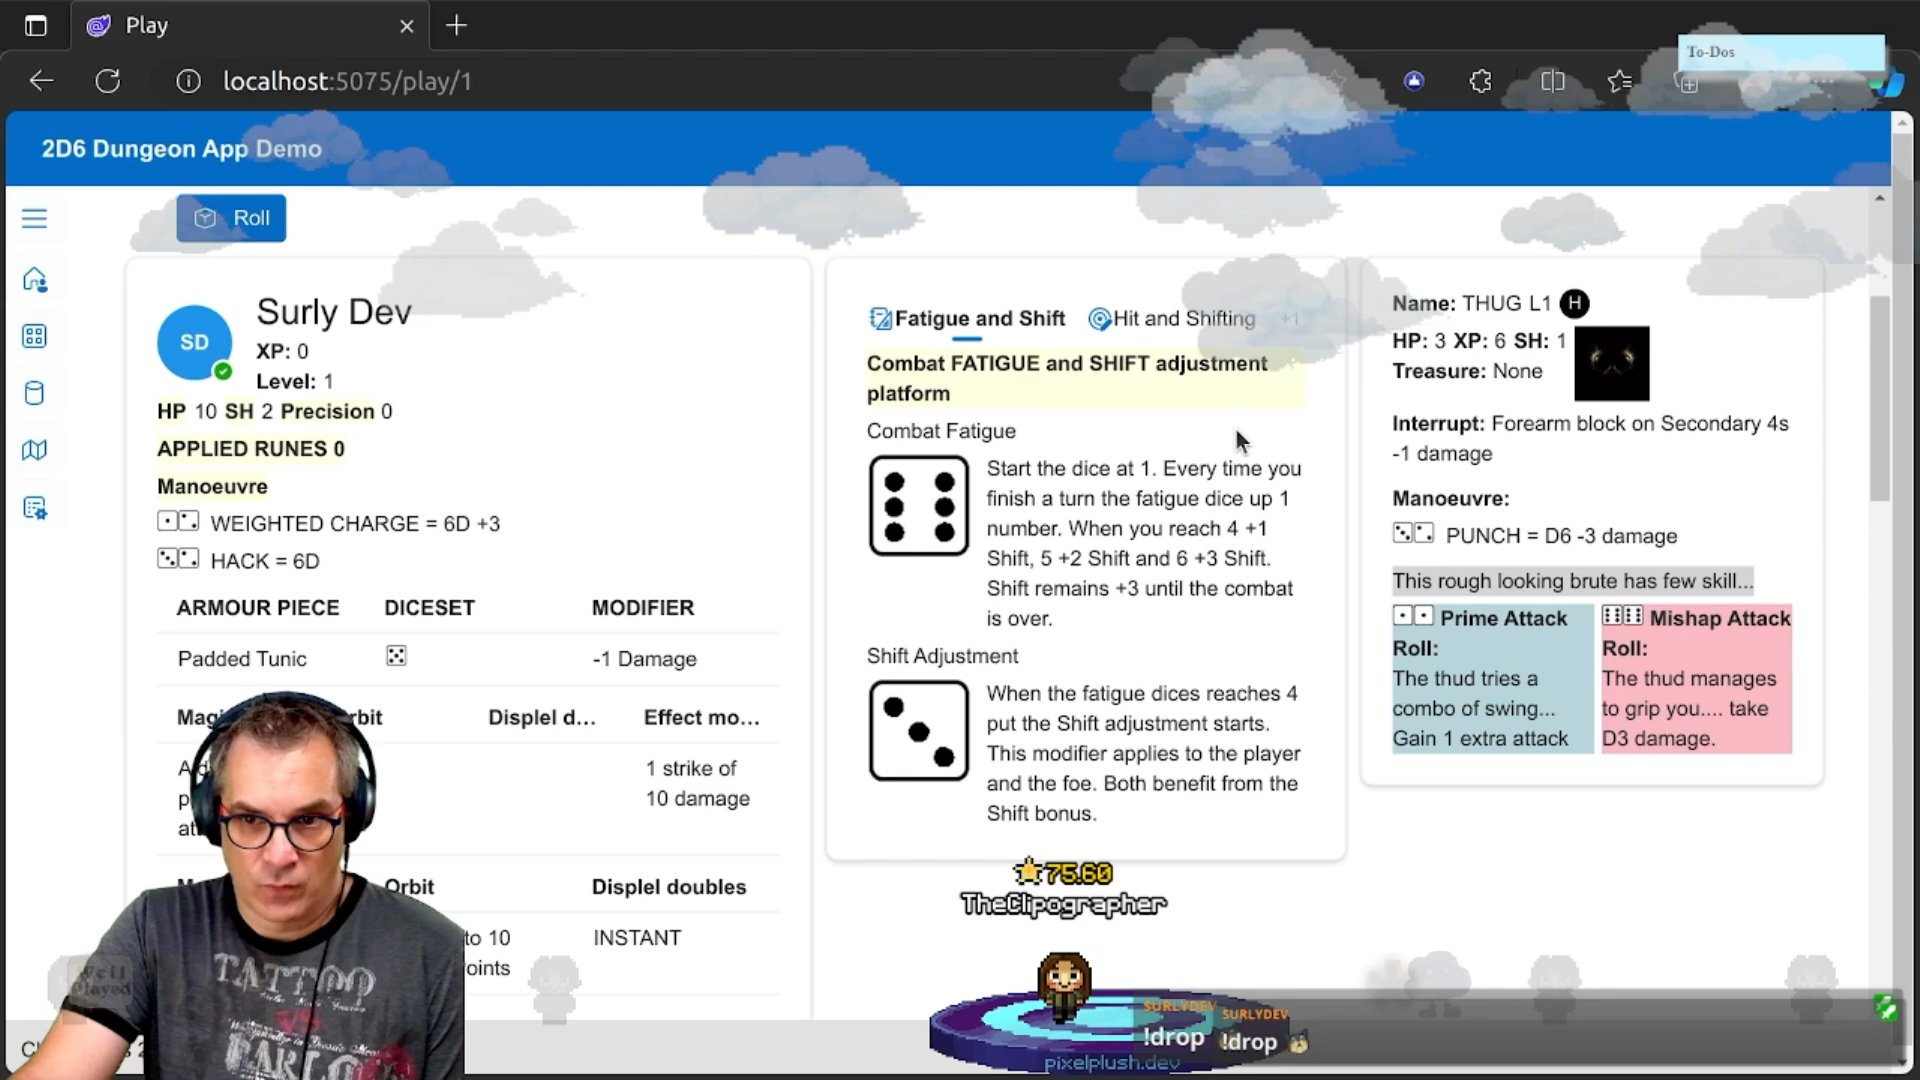 Play
To-Dos
localhost:5075/play/1
2D6 Dungeon App Demo
Roll
SD
Surly Dev
XP: 0
Level: 1
HP 10 SH 2 Precision 0
APPLIED RUNES 0
Manoeuvre
WEIGHTED CHARGE = 6D +3
HACK = 6D
ARMOUR PIECE DICESET MODIFIER
Padded Tunic -1 Damage
Displel d... Effect mo...
1 strike of
10 damage
Orbit Displel doubles
to 10 INSTANT
Fatigue and Shift Hit and Shifting +1
Combat FATIGUE and SHIFT adjustment
platform
Combat Fatigue
Start the dice at 1. Every time you
finish a turn the fatigue dice up 1
number. When you reach 4 +1
Shift, 5 +2 Shift and 6 +3 Shift.
Shift remains +3 until the combat
is over.
Shift Adjustment
When the fatigue dices reaches 4
put the Shift adjustment starts.
This modifier applies to the player
and the foe. Both benefit from the
Shift bonus.
Name: THUG L1 H
HP: 3 XP: 6 SH: 1
Treasure: None
Interrupt: Forearm block on Secondary 4s
-1 damage
Manoeuvre:
PUNCH = D6 -3 damage
This rough looking brute has few skill...
Prime Attack
Roll:
The thud tries a
combo of swing...
Gain 1 extra attack
Mishap Attack
Roll:
The thud manages
to grip you.... take
D3 damage.
75.60
TheClipographer
SURLYDEV
!drop
SURLYDEV
!drop
pixelplush.dev
Well
Played
TATTOO
VS